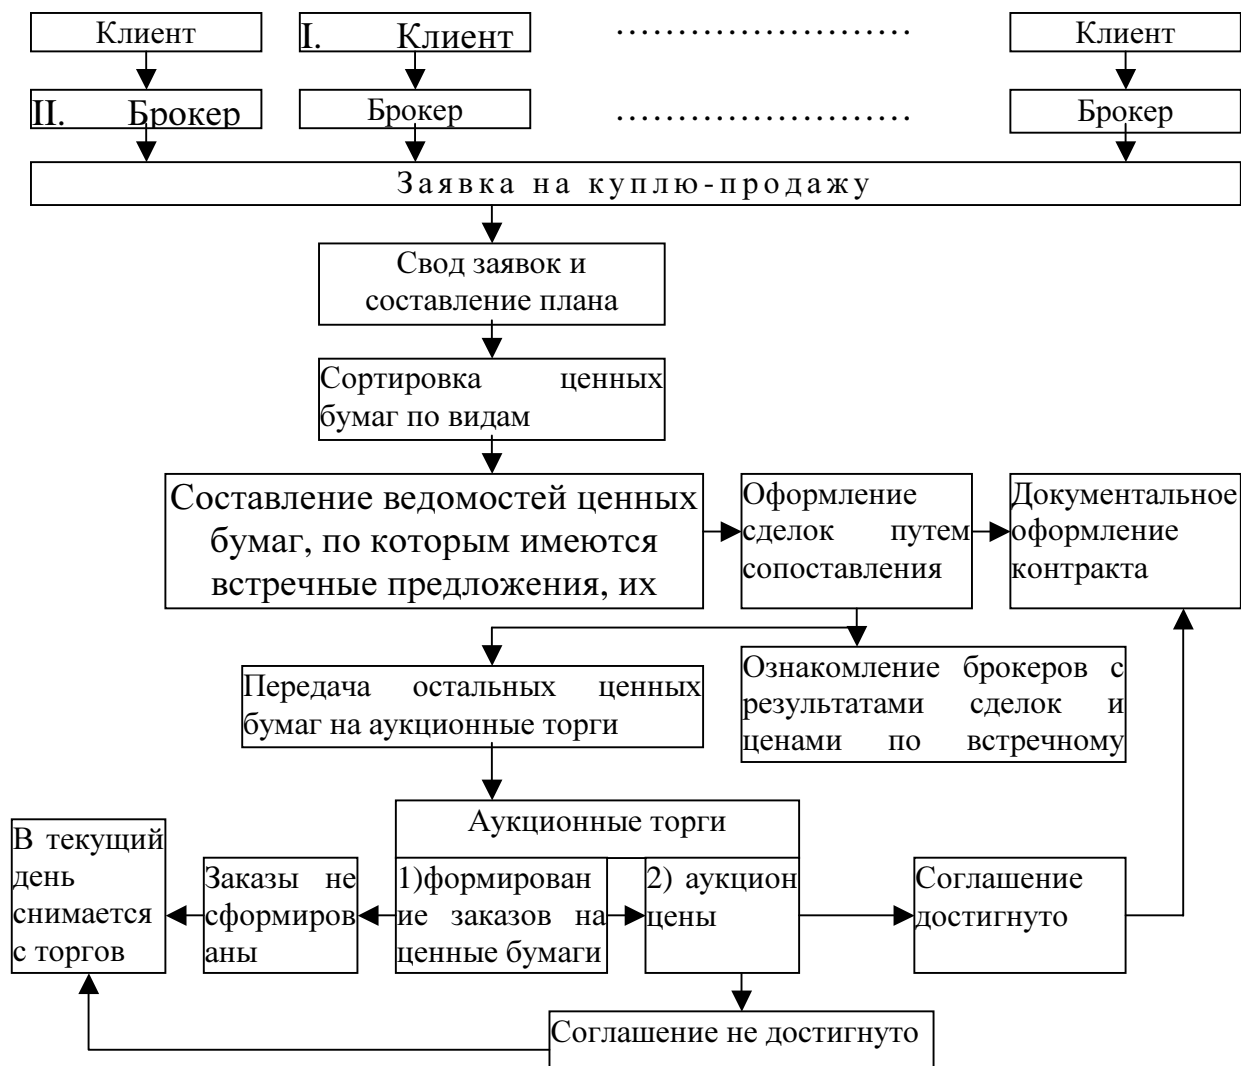 Клиент
I. Клиент
........................
Клиент
II. Брокер
Брокер
........................
Брокер
Заявка на куплю-продажу
Свод заявок и
составление плана
Сортировка ценных
бумаг по видам
Составление ведомостей ценных
бумаг, по которым имеются
встречные предложения, их
Оформление
сделок путем
сопоставления
Документальное
оформление
контракта
Передача остальных ценных
бумаг на аукционные торги
Ознакомление брокеров с
результатами сделок и
ценами по встречному
Аукционные торги
В текущий
день
снимается
с торгов
Заказы не
сформиров
аны
1)формирован
ие заказов на
ценные бумаги
2) аукцион
цены
Соглашение
достигнуто
Соглашение не достигнуто